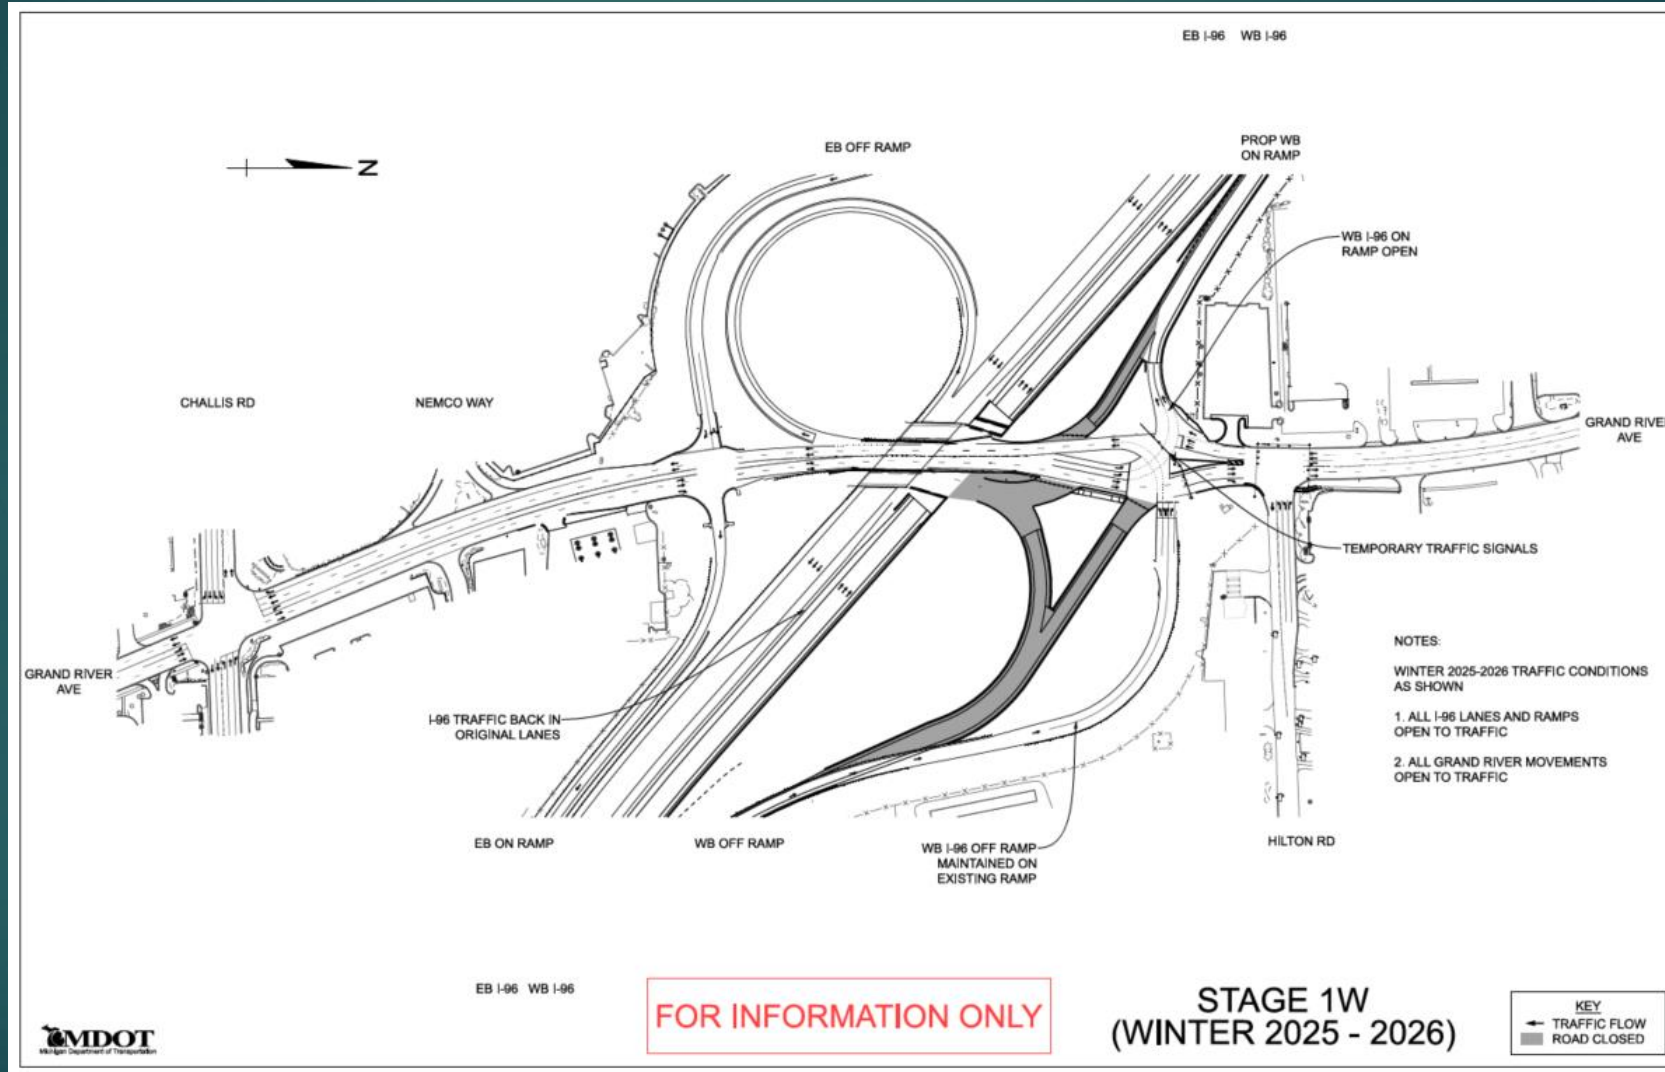 EB I-96 WB I-96
EB OFF RAMP
PROP WB
ON RAMP
N
WB I-96 ON
RAMP OPEN
CHALLIS RD
NEMCO WAY
GRAND RIVER
AVE
TEMPORARY TRAFFIC SIGNALS
GRAND RIVER
AVE
I-96 TRAFFIC BACK IN
ORIGINAL LANES
NOTES:
WINTER 2025-2026 TRAFFIC CONDITIONS
AS SHOWN
1. ALL I-96 LANES AND RAMPS
OPEN TO TRAFFIC
2. ALL GRAND RIVER MOVEMENTS
OPEN TO TRAFFIC
EB ON RAMP
WB OFF RAMP
WB I-96 OFF RAMP
MAINTAINED ON
EXISTING RAMP
HILTON RD
EB I-96 WB I-96
FOR INFORMATION ONLY
STAGE 1W
(WINTER 2025 - 2026)
KEY
TRAFFIC FLOW
ROAD CLOSED
MDOT
Michigan Department of Transportation